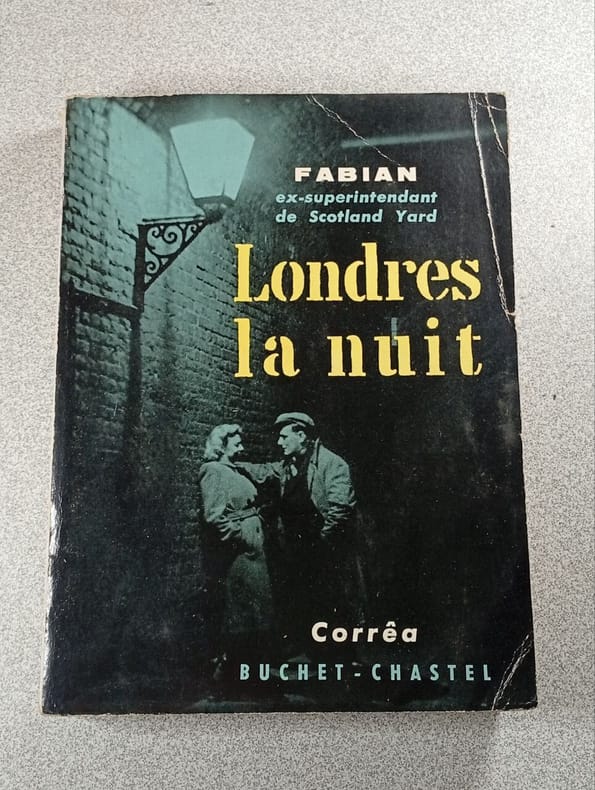 FABIAN
ex-superintendant
de Scotland Yard
Londres
la nuit
Corrêa
BUCHET-CHASTEL